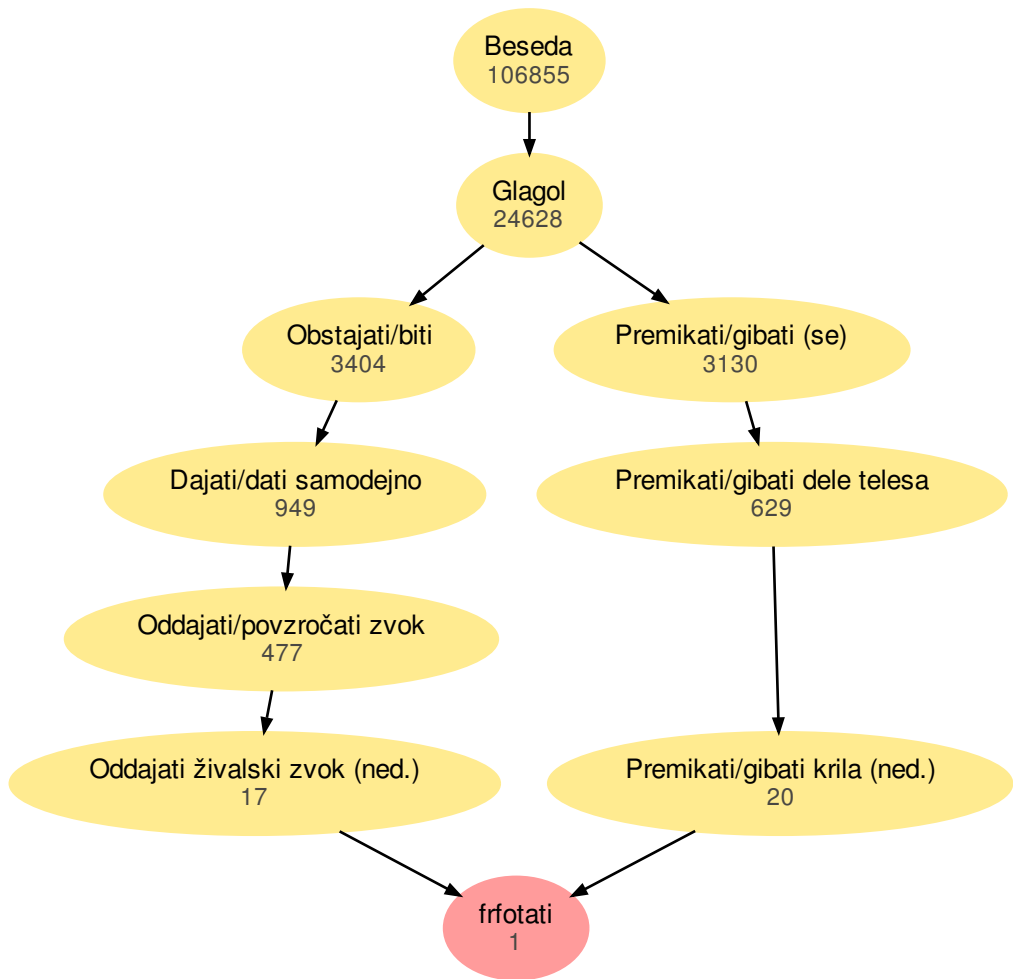 Beseda
106855
Glagol
24628
Obstajati/biti
3404
Premikati/gibati (se)
3130
Dajati/dati samodejno
949
Premikati/gibati dele telesa
629
Oddajati/povzročati zvok
477
Oddajati živalski zvok (ned.)
17
Premikati/gibati krila (ned.)
20
frfotati
1